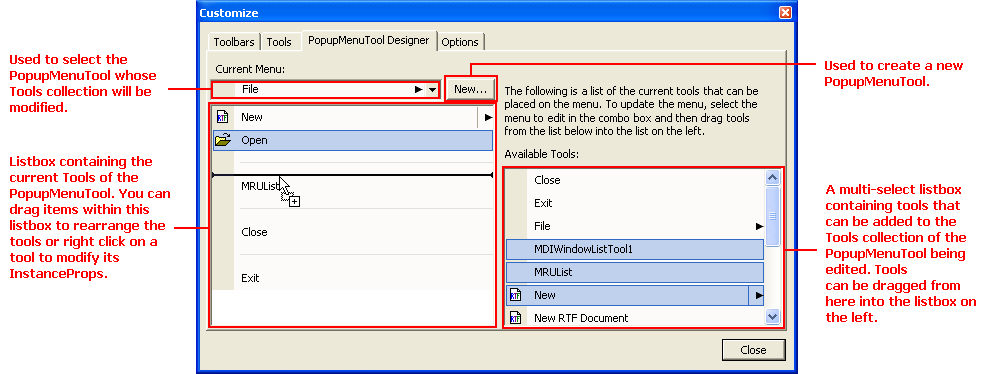 Customize
Toolbars Tools PopupMenuTool Designer Options
Used to select the
PopupMenuTool whose
Tools collection will be
modified.
Current Menu:
File
New...
Used to create a new
PopupMenuTool.
The following is a list of the current tools that can be
placed on the menu. To update the menu, select the
menu to edit in the combo box and then drag tools
from the list below into the list on the left.
RTF New
Open
MRUList
Close
Exit
Listbox containing the
current Tools of the
PopupMenuTool. You can
drag items within this
listbox to rearrange the
tools or right click on a
tool to modify its
InstanceProps.
Available Tools:
Close
Exit
File
MDIWindowListTool1
MRUList
RTF New
RTF New RTF Document
A multi-select listbox
containing tools that
can be added to the
Tools collection of the
PopupMenuTool being
edited. Tools
can be dragged from
here into the listbox on
the left.
Close